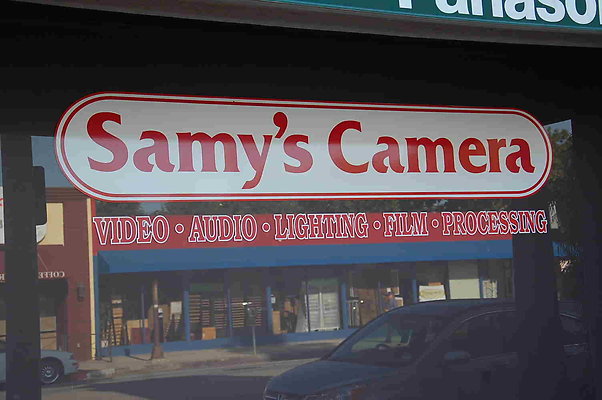 Samy's Camera
VIDEO • AUDIO • LIGHTING • FILM • PROCESSING